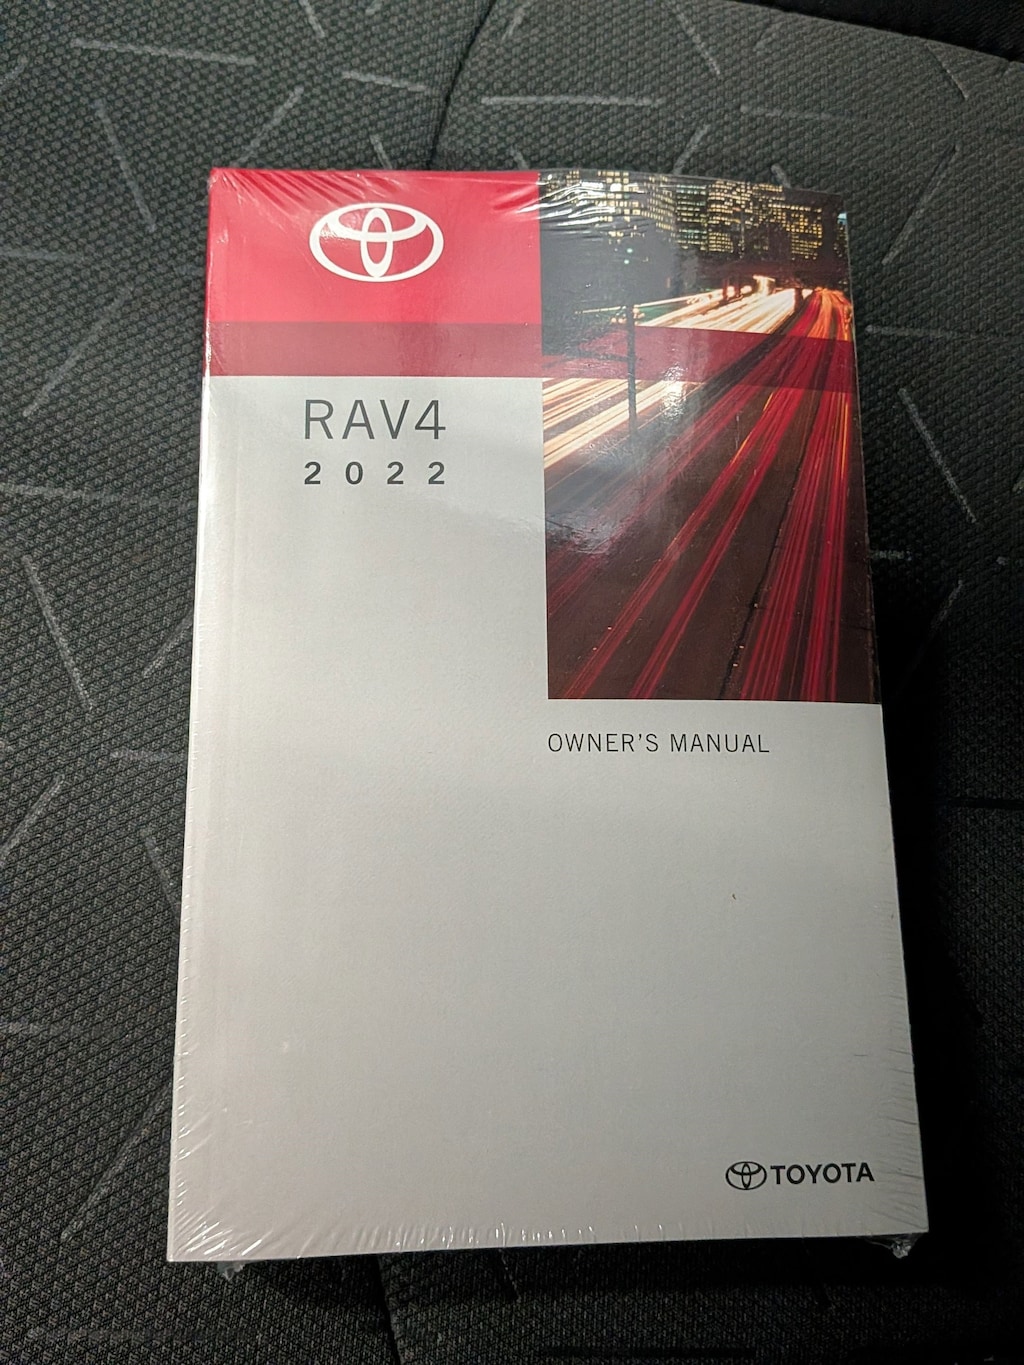 RAV4
2022
OWNER'S MANUAL
TOYOTA